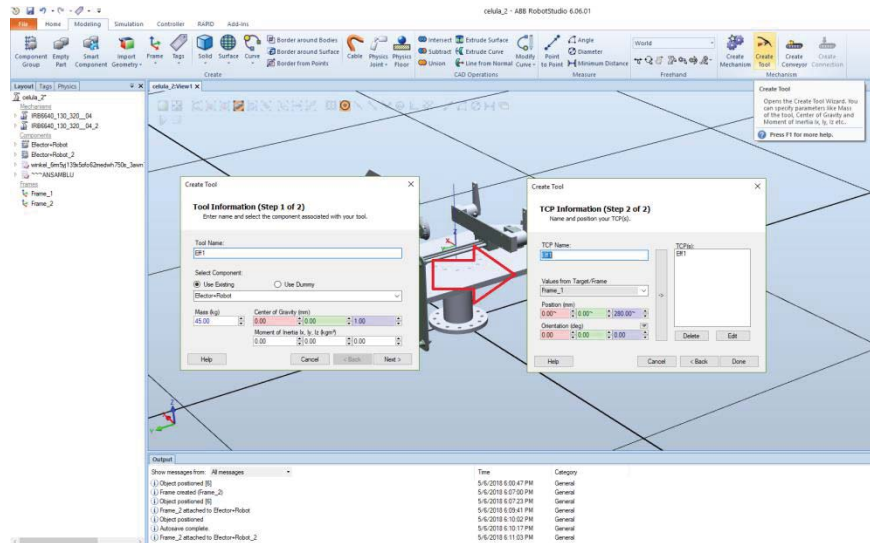 celula_2 - ABB RobotStudio 6.06.01
File Home Modeling Simulation Controller RAPID Add-Ins
Component Group
Empty Part
Smart Component
Import Geometry
Frame
Tags
Solid
Surface
Curve
Border around Bodies
Border around Surface
Border from Points
Cable
Physics Joint
Physics Floor
Intersect
Subtract
Union
Extrude Surface
Extrude Curve
Line from Normal
Modify Curve
Point to Point
Angle
Diameter
Minimum Distance
World
Create Mechanism
Create Tool
Create Conveyor
Create Connection
Create CAD Operations Measure Freehand Mechanism
Layout Tags Physics
celula_2:View1
celula_2*
Mechanisms
IRB6640_130_320__04
IRB6640_130_320__04_2
Components
Efector+Robot
Efector+Robot_2
~~~ANSAMBLU
Frames
Frame_1
Frame_2
Create Tool
Opens the Create Tool Wizard. You
can specify parameters like Mass
of the tool, Center of Gravity and
Moment of Inertia Ix, Iy, Iz etc..
Press F1 for more help.
Create Tool
Tool Information (Step 1 of 2)
Enter name and select the component associated with your tool.
Tool Name:
Eff1
Select Component:
Use Existing Use Dummy
Efector+Robot
Mass (kg) Center of Gravity (mm)
45.00 0.00 0.00 1.00
Moment of Inertia Ix, Iy, Iz (kgm²)
0.00 0.00 0.00
Help Cancel < Back Next >
Create Tool
TCP Information (Step 2 of 2)
Name and position your TCP(s).
TCP Name:
Eff1
TCP(s):
Eff1
Values from Target/Frame
Frame_1
Position (mm)
0.00~ 0.00~ 280.00~
Orientation (deg)
0.00 0.00 0.00
->
Delete Edit
Help Cancel < Back Done
Output
Show messages from: All messages Time Category
Object positioned [6] 5/6/2018 6:00:47 PM General
Frame created (Frame_2) 5/6/2018 6:07:00 PM General
Object positioned [6] 5/6/2018 6:07:23 PM General
Frame_2 attached to Efector+Robot 5/6/2018 6:09:41 PM General
Object positioned 5/6/2018 6:10:02 PM General
Autosave complete. 5/6/2018 6:10:17 PM General
Frame_2 attached to Efector+Robot_2 5/6/2018 6:11:03 PM General